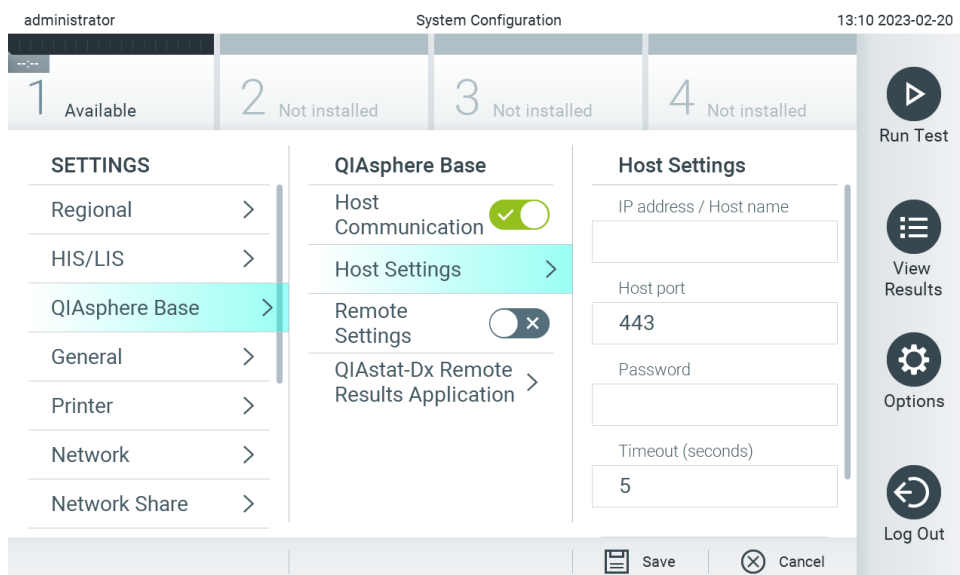 administrator
System Configuration
13:10 2023-02-20
--:--
1 Available
2 Not installed
3 Not installed
4 Not installed
Run Test
View
Results
Options
Log Out
SETTINGS
Regional
HIS/LIS
QIAsphere Base
General
Printer
Network
Network Share
QIAsphere Base
Host
Communication
Host Settings
Remote
Settings
QIAstat-Dx Remote
Results Application
Host Settings
IP address / Host name
Host port
443
Password
Timeout (seconds)
5
Save
Cancel